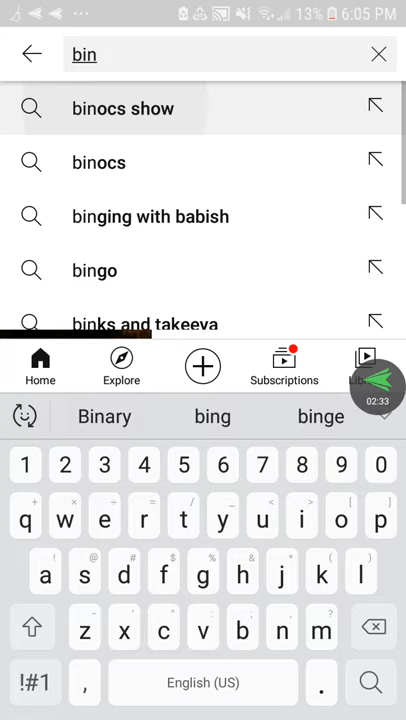 13% 6:05 PM
bin
binocs show
binocs
binging with babish
bingo
binks and takeeva
Home Explore Subscriptions
02:33
Binary bing binge
1 2 3 4 5 6 7 8 9 0
+ × ÷ = / _ < > [ ]
q w e r t y u i o p
! @ # $ % ^ & * ( )
a s d f g h j k l
- ' " : ; , ?
z x c v b n m
!#1 , English (US) .